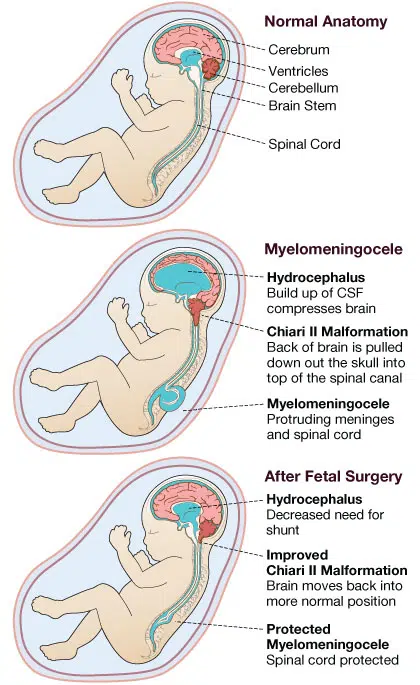 Normal Anatomy
Cerebrum
Ventricles
Cerebellum
Brain Stem
Spinal Cord
Myelomeningocele
Hydrocephalus
Build up of CSF
compresses brain
Chiari II Malformation
Back of brain is pulled
down out the skull into
top of the spinal canal
Myelomeningocele
Protruding meninges
and spinal cord
After Fetal Surgery
Hydrocephalus
Decreased need for
shunt
Improved
Chiari II Malformation
Brain moves back into
more normal position
Protected
Myelomeningocele
Spinal cord protected